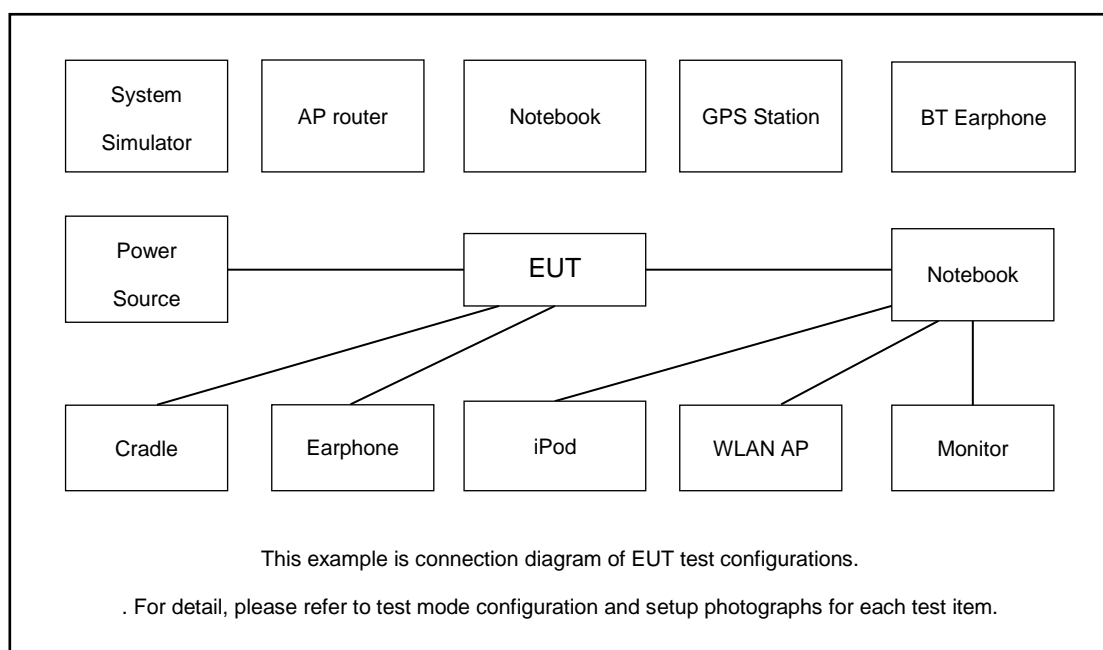 System
Simulator
AP router
Notebook
GPS Station
BT Earphone
Power
Source
EUT
Notebook
Cradle
Earphone
iPod
WLAN AP
Monitor
This example is connection diagram of EUT test configurations.
. For detail, please refer to test mode configuration and setup photographs for each test item.